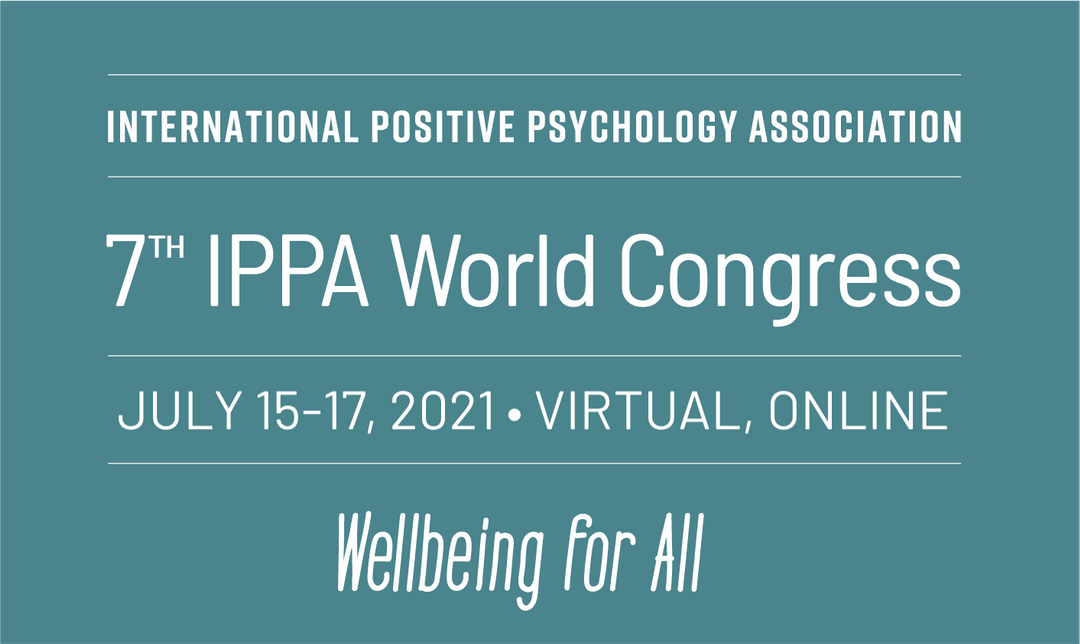 INTERNATIONAL POSITIVE PSYCHOLOGY ASSOCIATION
7TH IPPA World Congress
JULY 15-17, 2021 • VIRTUAL, ONLINE
Wellbeing for All